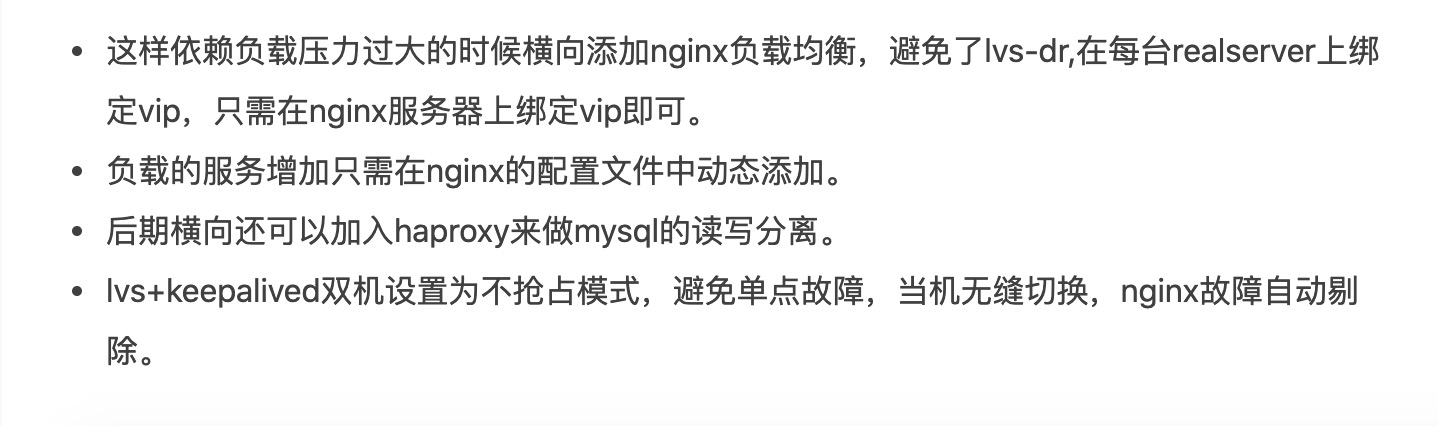 • 这样依赖负载压力过大的时候横向添加nginx负载均衡，避免了lvs-dr,在每台realserver上绑
定vip，只需在nginx服务器上绑定vip即可。
• 负载的服务增加只需在nginx的配置文件中动态添加。
• 后期横向还可以加入haproxy来做mysql的读写分离。
• lvs+keepalived双机设置为不抢占模式，避免单点故障，当机无缝切换，nginx故障自动剔
除。